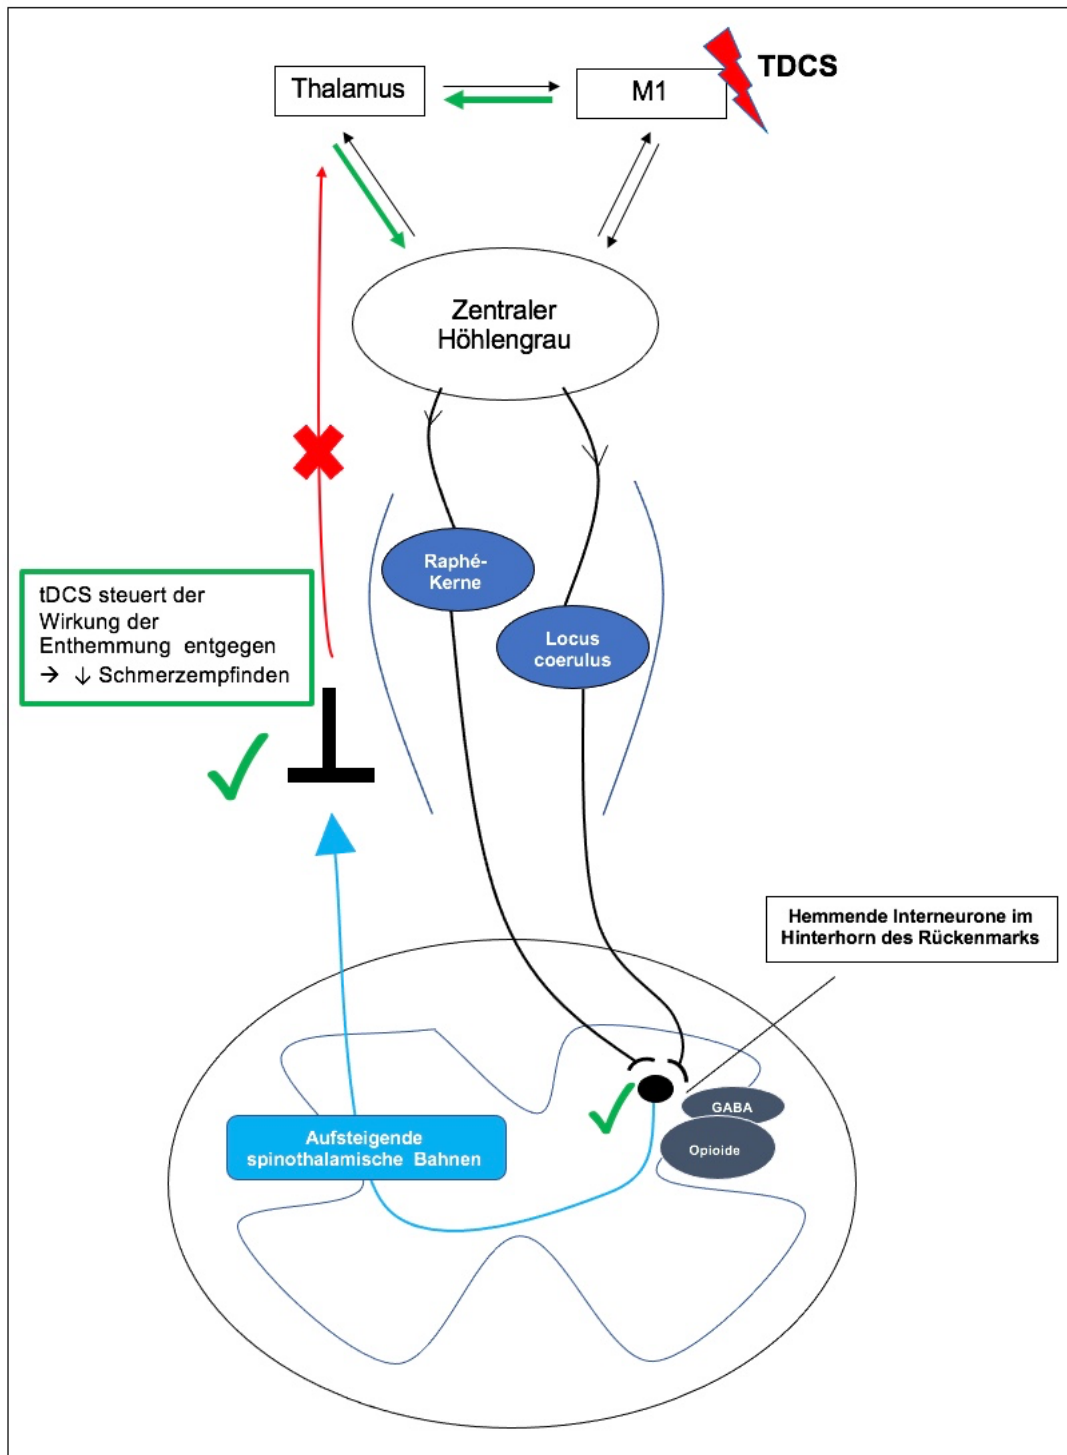 TDCS
Thalamus
M1
Zentraler
Höhlengrau
Raphé-
Kerne
Locus
coerulus
tDCS steuert der
Wirkung der
Enthemmung entgegen
→ ↓ Schmerzempfinden
Hemmende Interneurone im
Hinterhorn des Rückenmarks
GABA
Opioide
Aufsteigende
spinothalamische Bahnen